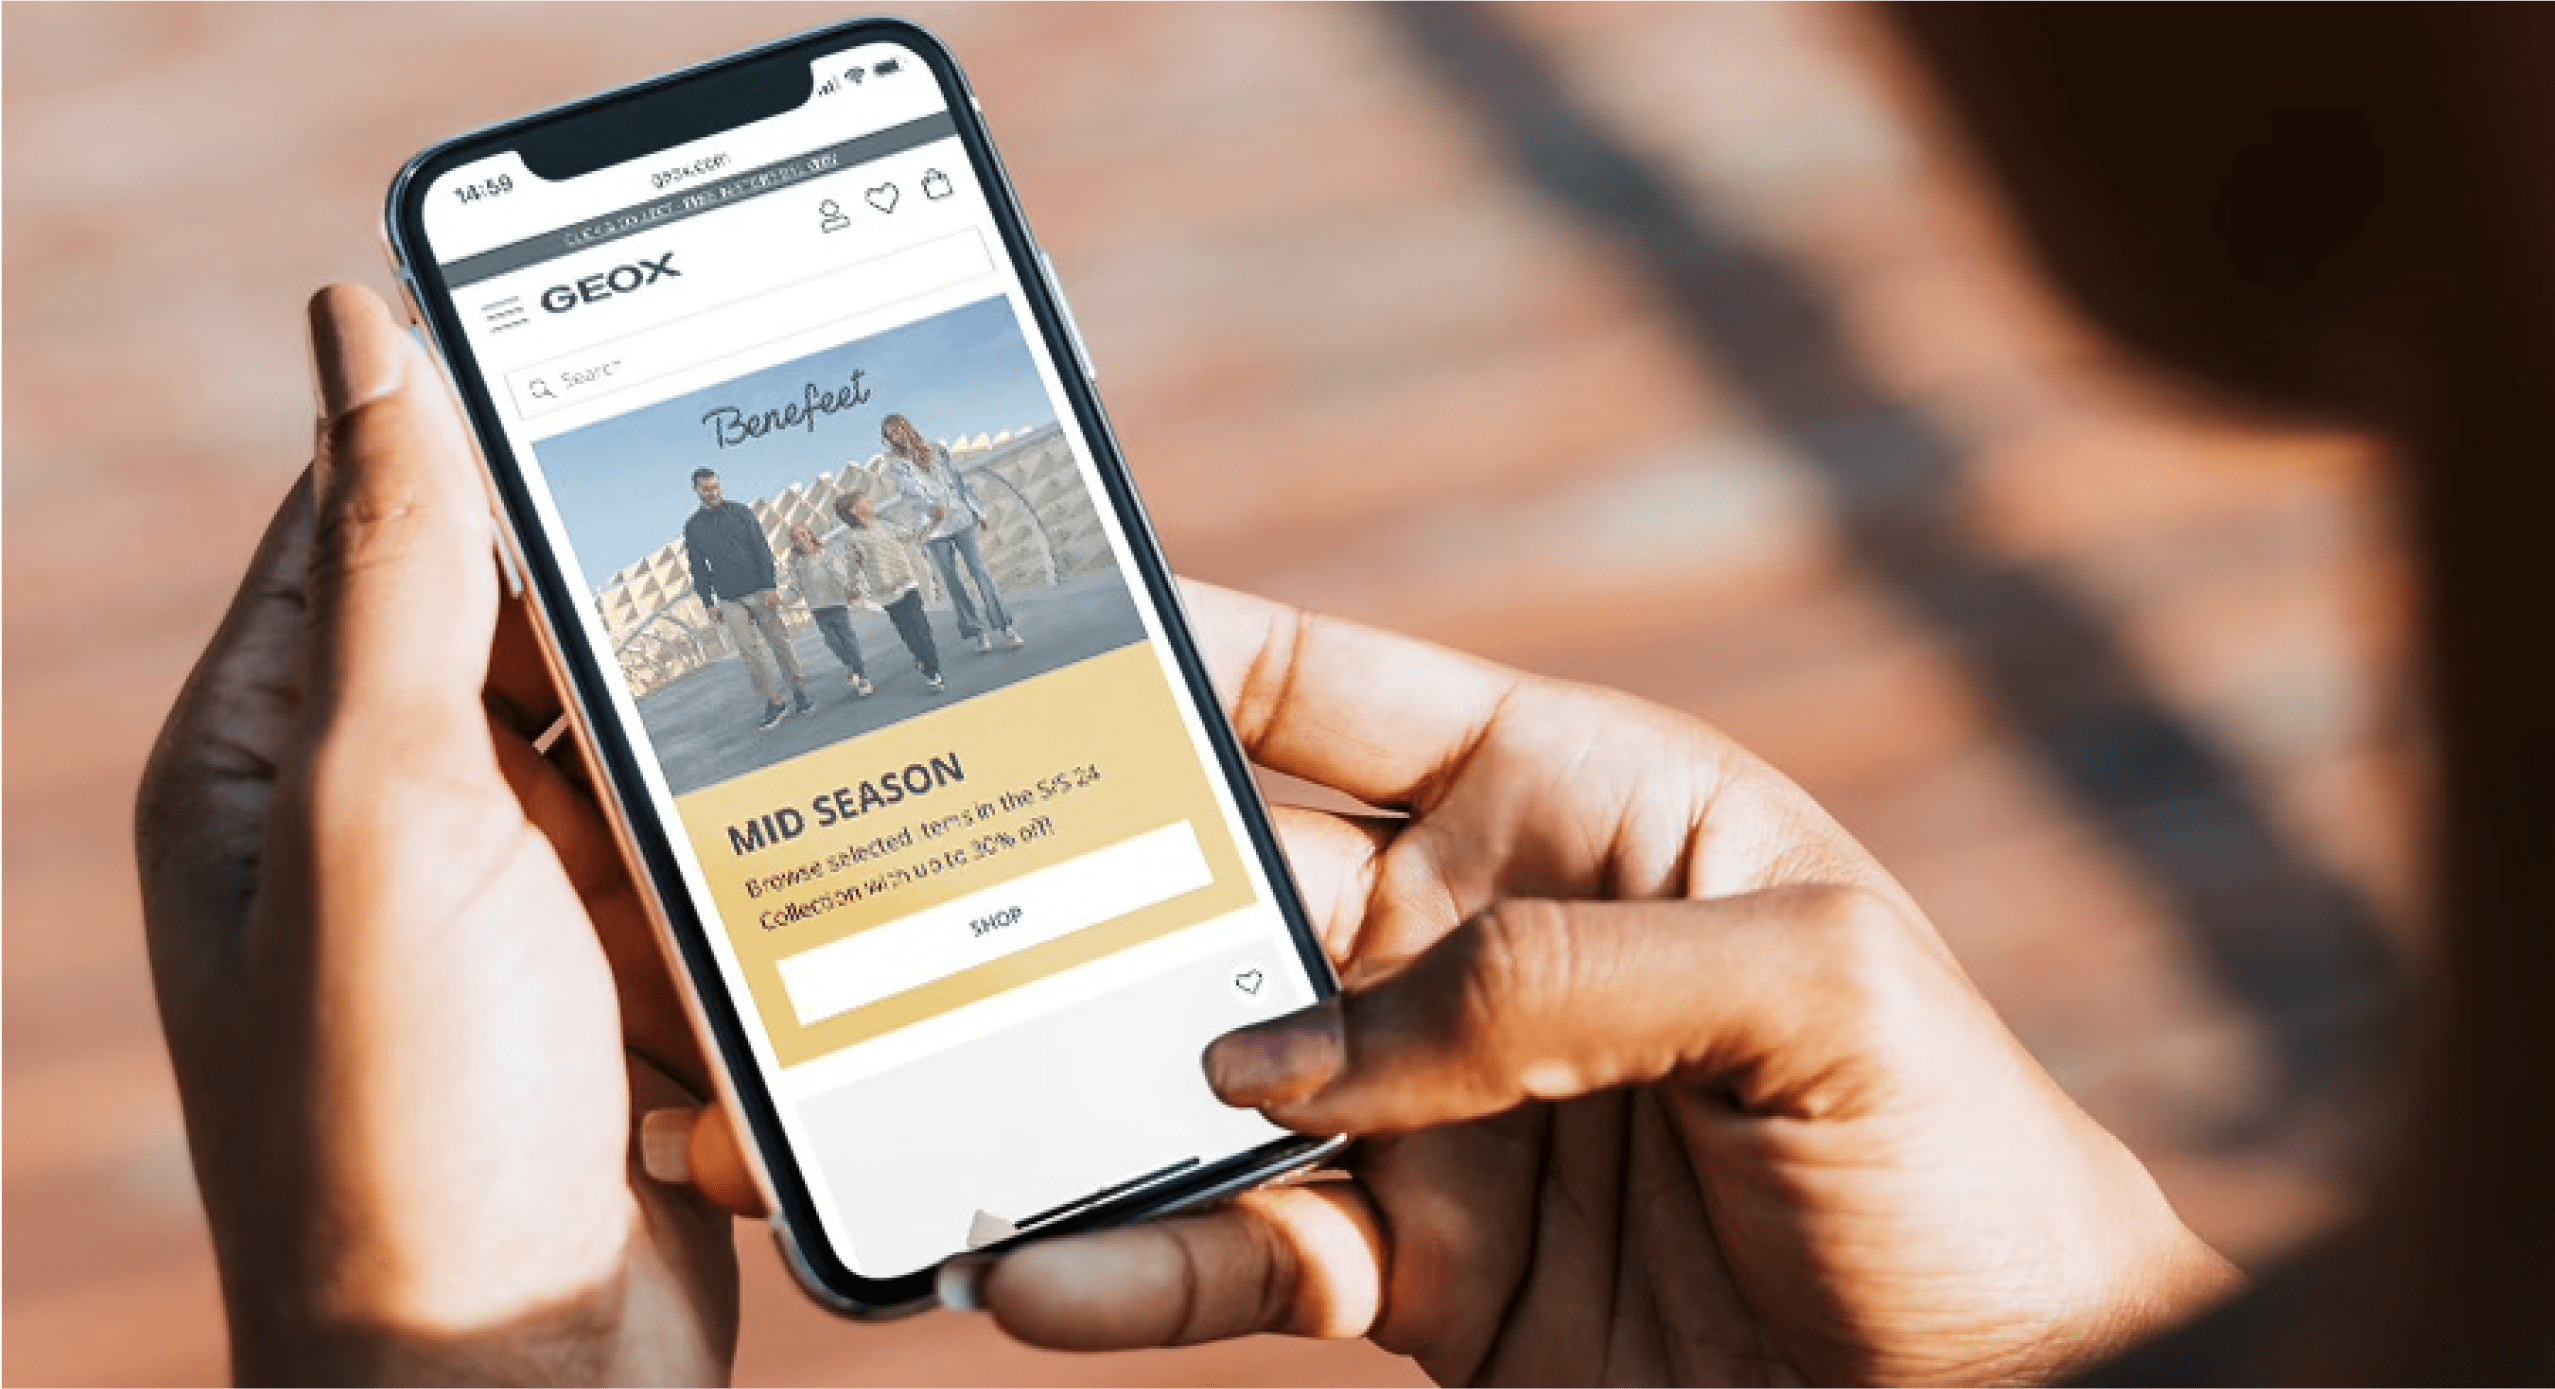 14:59
geox.com
GEOX
Search
Benefeet
MID SEASON
Browse selected items in the S/S 24
Collection with up to 30% off!
SHOP